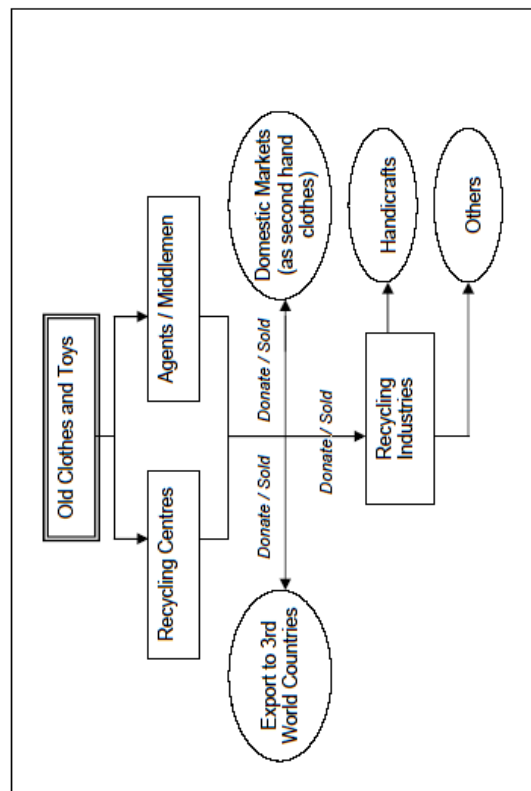 Old Clothes and Toys
Recycling Centres
Agents / Middlemen
Donate / Sold
Donate / Sold
Export to 3rd
World Countries
Domestic Markets
(as second hand
clothes)
Donate / Sold
Recycling
Industries
Handicrafts
Others